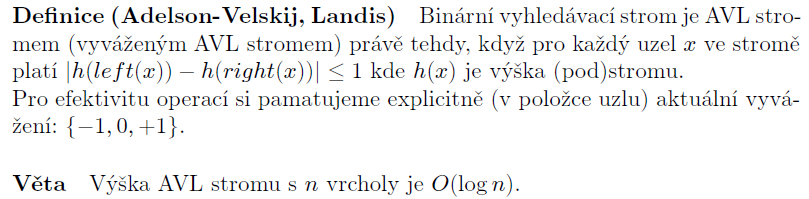 Definice (Adelson-Velskij, Landis) Binární vyhledávací strom je AVL stro-
mem (vyváženým AVL stromem) právě tehdy, když pro každý uzel x ve stromě
platí |h(left(x)) − h(right(x))| ≤ 1 kde h(x) je výška (pod)stromu.
Pro efektivitu operací si pamatujeme explicitně (v položce uzlu) aktuální vyvá-
žení: {−1, 0, +1}.
Věta Výška AVL stromu s n vrcholy je O(log n).